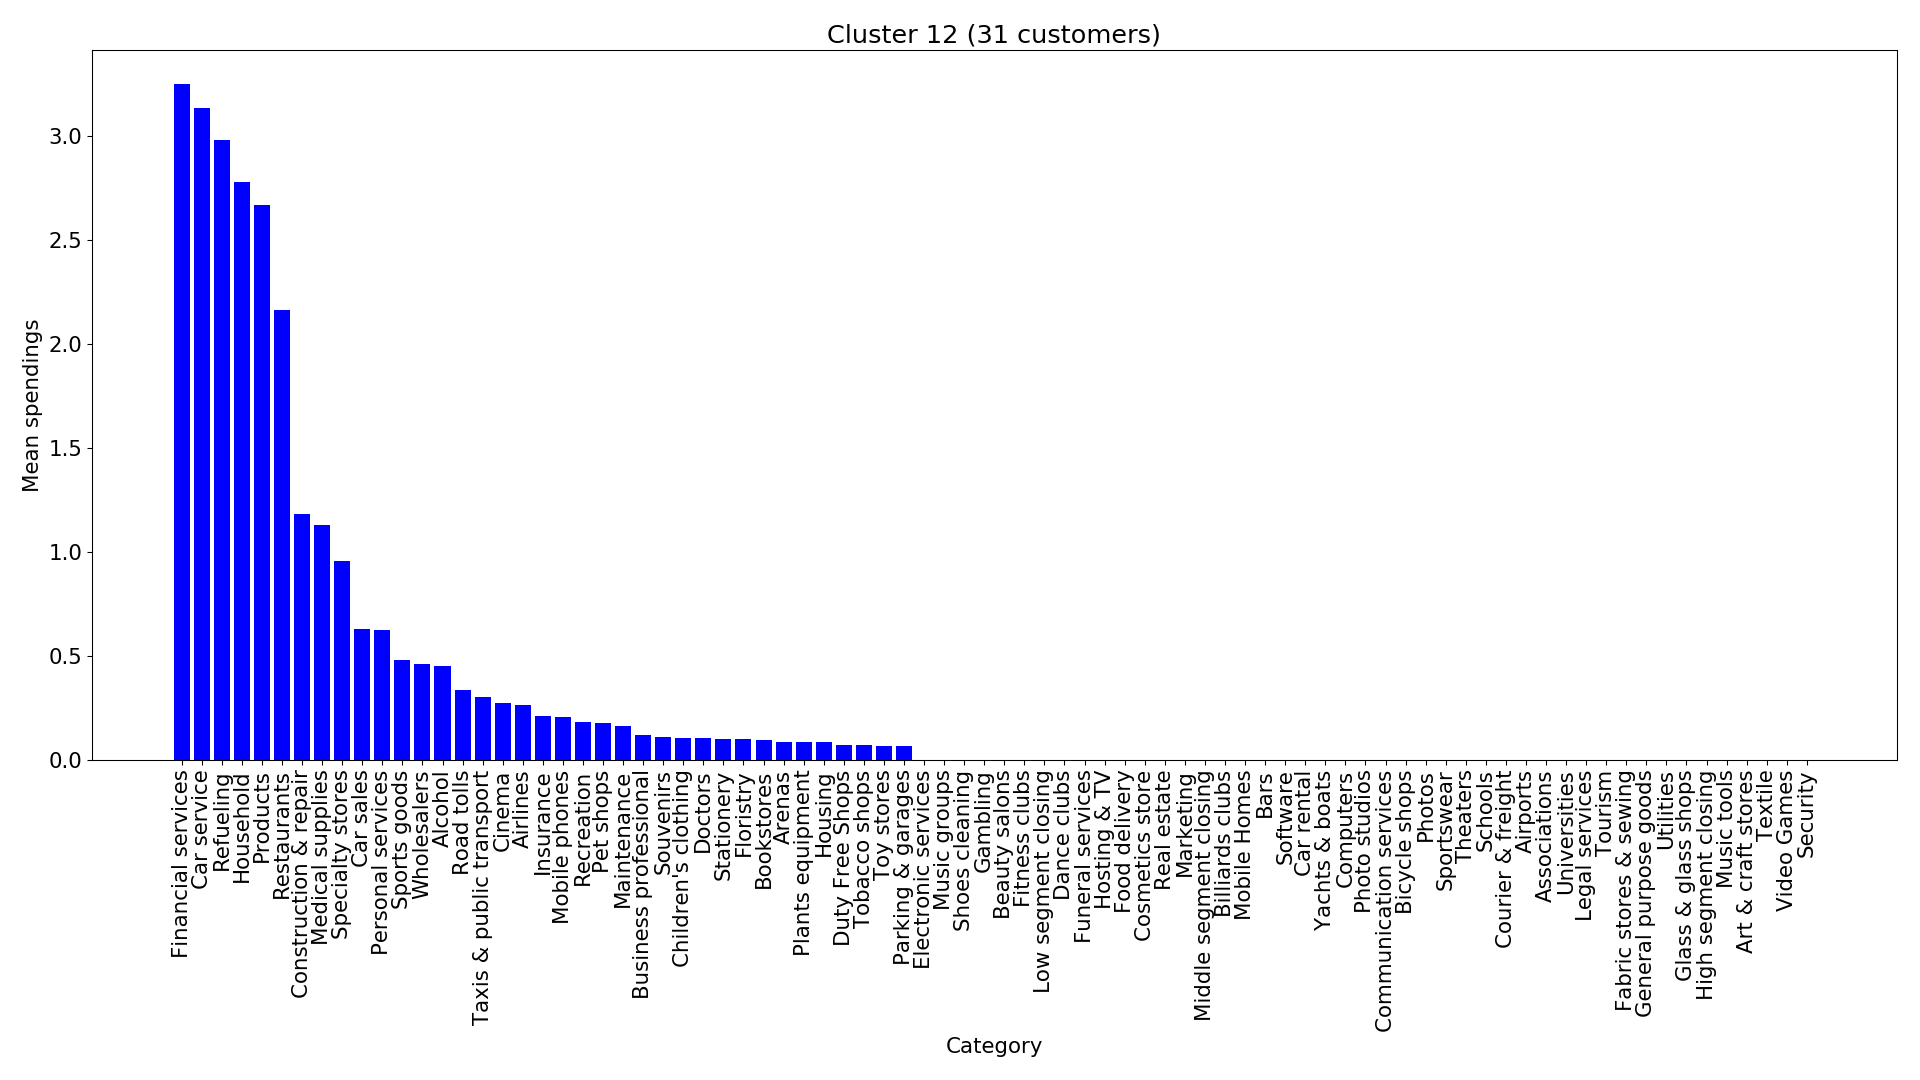 Cluster 12 (31 customers)
Mean spendings
3.0
2.5
2.0
1.5
1.0
0.5
0.0
Financial services
Car service
Refueling
Household
Products
Restaurants
Construction & repair
Medical supplies
Specialty stores
Car sales
Personal services
Sports goods
Wholesalers
Alcohol
Road tolls
Taxis & public transport
Cinema
Airlines
Insurance
Mobile phones
Recreation
Pet shops
Maintenance
Business professional
Souvenirs
Children's clothing
Doctors
Stationery
Floristry
Bookstores
Arenas
Plants equipment
Housing
Duty Free Shops
Tobacco shops
Toy stores
Parking & garages
Electronic services
Music groups
Shoes cleaning
Gambling
Beauty salons
Fitness clubs
Low segment closing
Dance clubs
Funeral services
Hosting & TV
Food delivery
Cosmetics store
Real estate
Marketing
Middle segment closing
Billiards clubs
Mobile Homes
Bars
Software
Car rental
Yachts & boats
Computers
Photo studios
Communication services
Bicycle shops
Photos
Sportswear
Theaters
Schools
Courier & freight
Airports
Associations
Universities
Legal services
Tourism
Fabric stores & sewing
General purpose goods
Utilities
Glass & glass shops
High segment closing
Music tools
Art & craft stores
Textile
Video Games
Security
Category